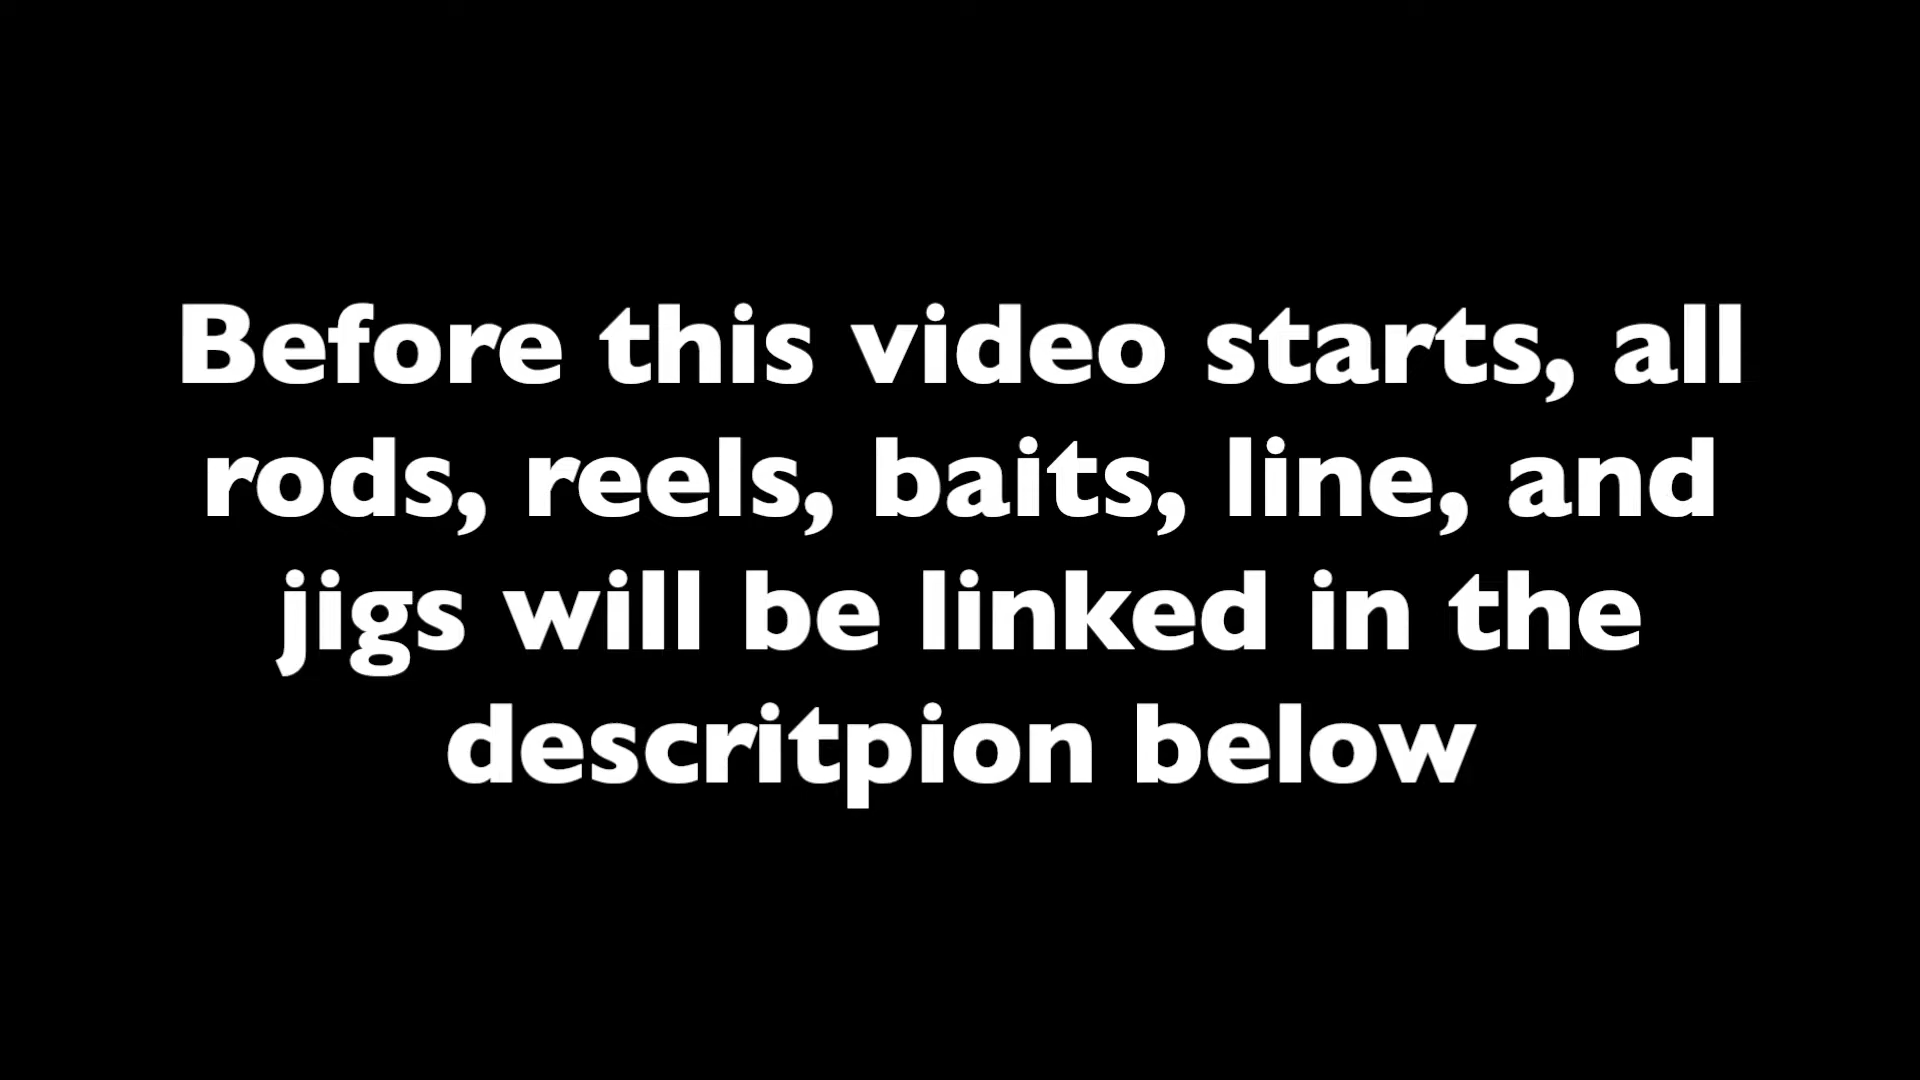 Before this video starts, all
rods, reels, baits, line, and
jigs will be linked in the
descritpion below